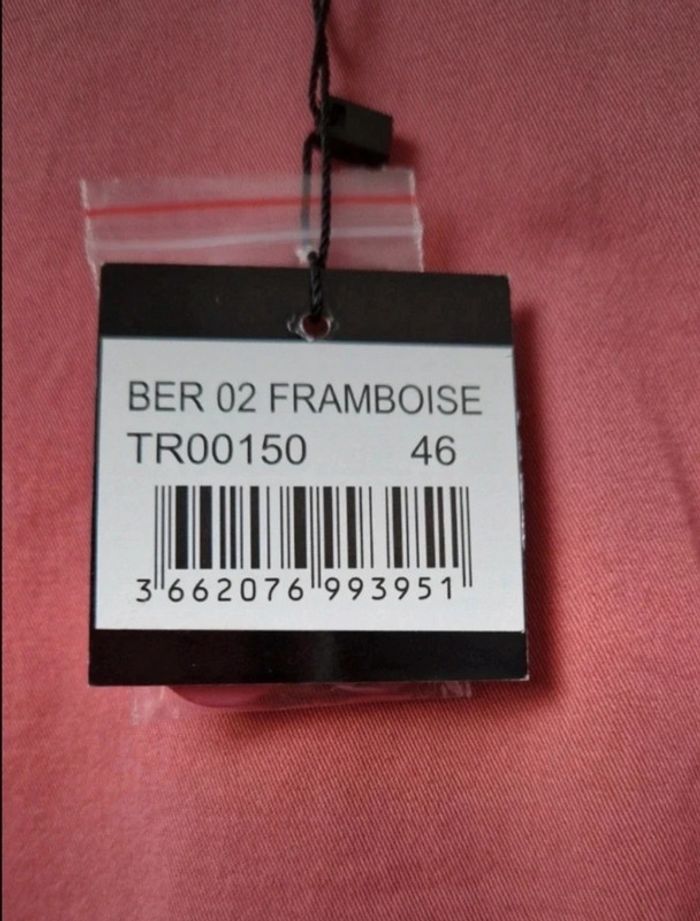 BER 02 FRAMBOISE
TR00150 46
3 662076 993951